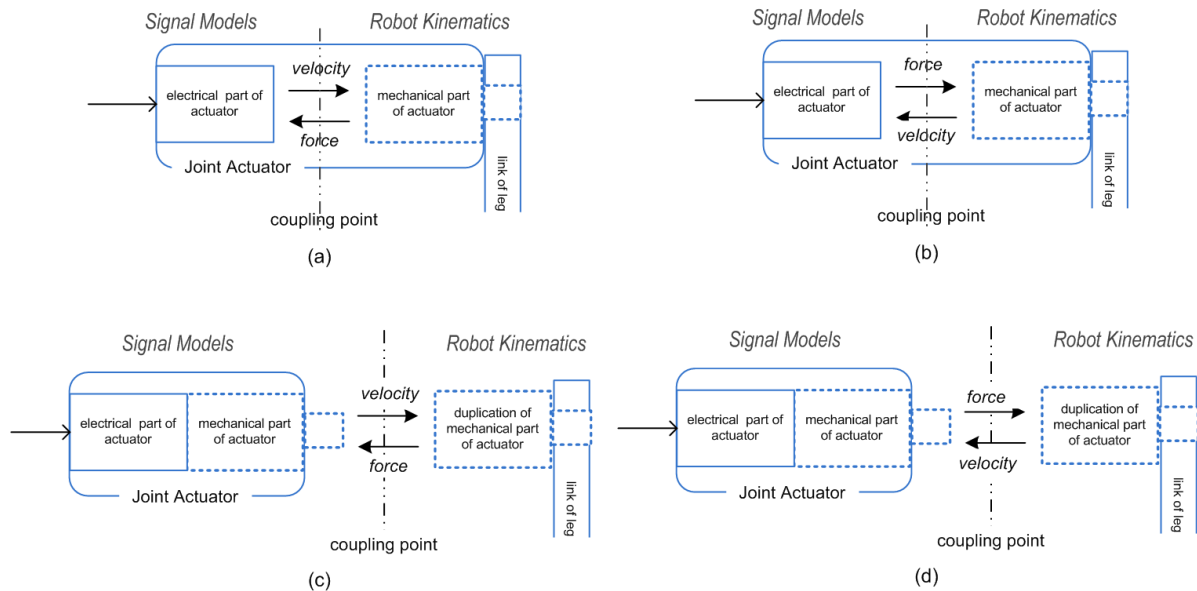 Signal Models
Robot Kinematics
velocity
electrical part of
actuator
mechanical part
of actuator
force
Joint Actuator
link of leg
coupling point
(a)
Signal Models
Robot Kinematics
force
electrical part of
actuator
mechanical part
of actuator
velocity
Joint Actuator
link of leg
coupling point
(b)
Signal Models
Robot Kinematics
velocity
electrical part of
actuator
mechanical part
of actuator
duplication of
mechanical part
of actuator
force
Joint Actuator
link of leg
coupling point
(c)
Signal Models
Robot Kinematics
force
electrical part of
actuator
mechanical part
of actuator
duplication of
mechanical part
of actuator
velocity
Joint Actuator
link of leg
coupling point
(d)